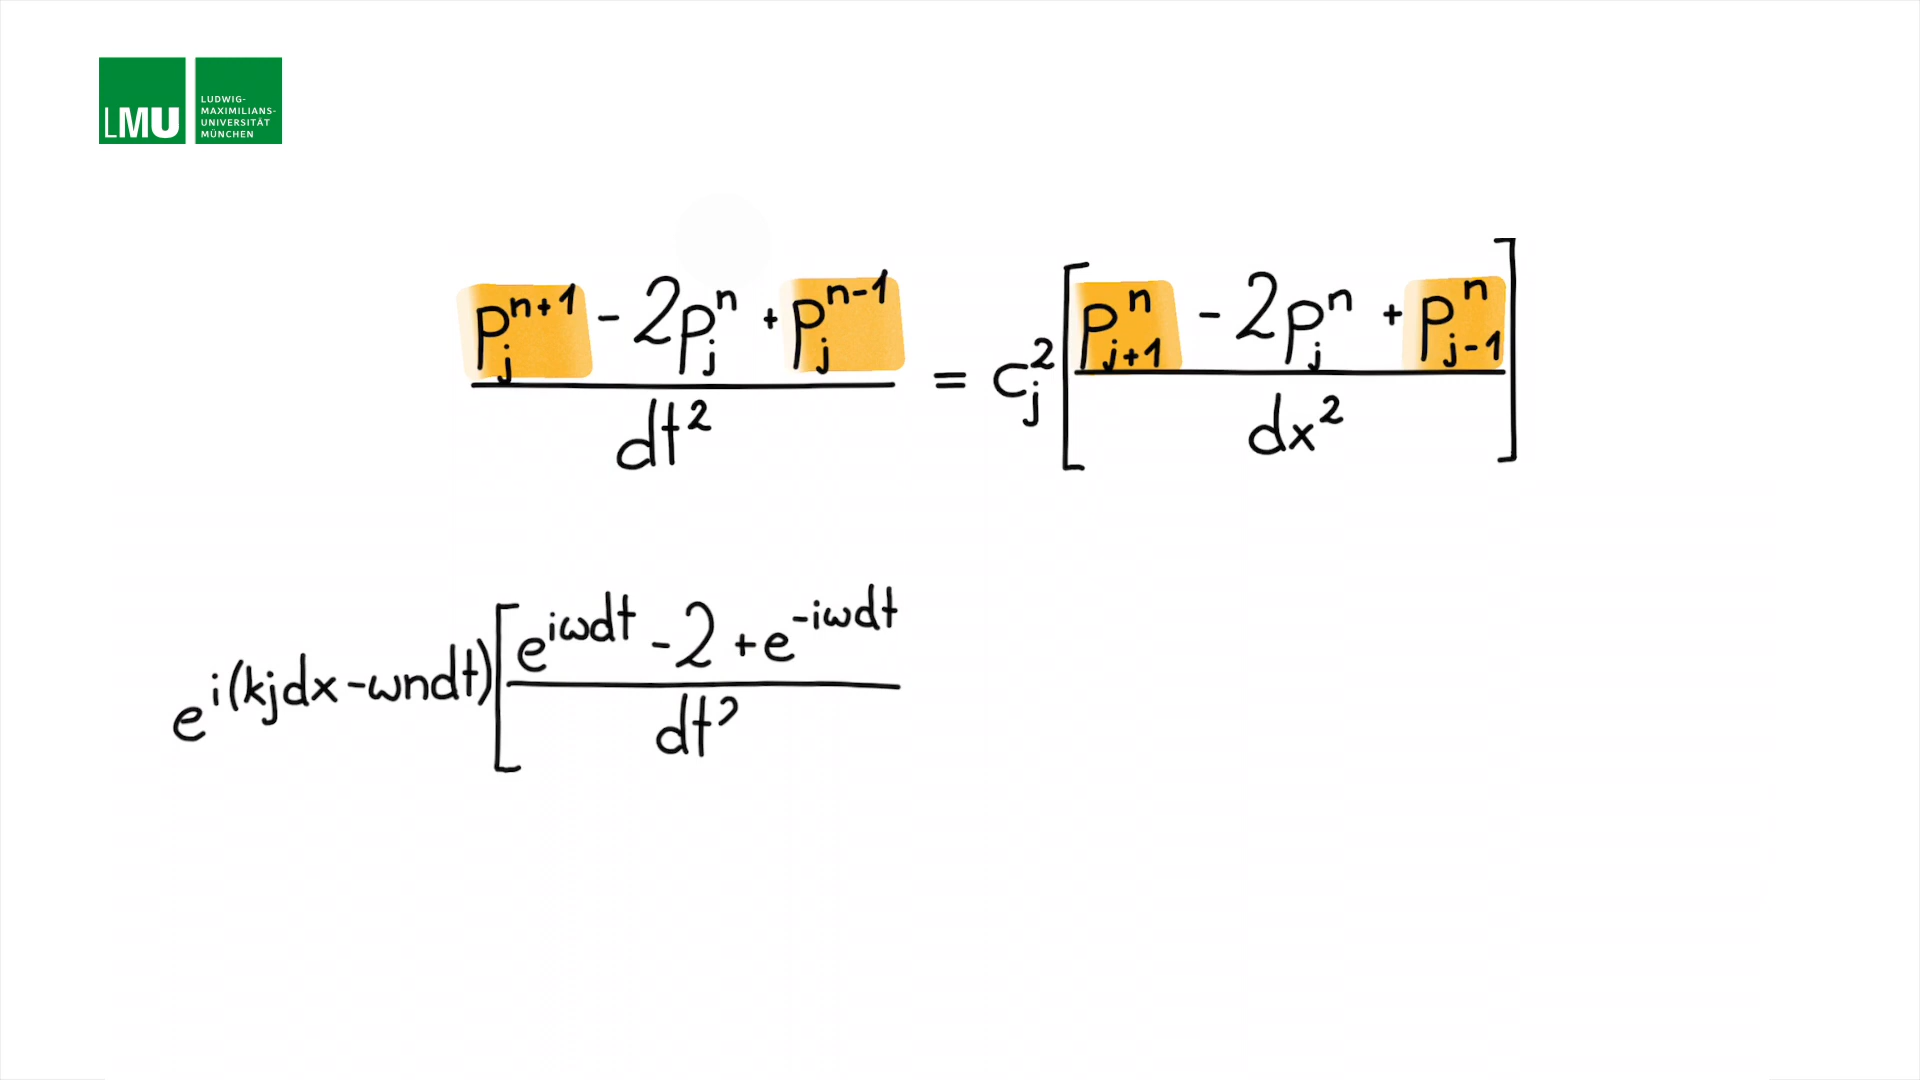 LMU LUDWIG-
MAXIMILIANS-
UNIVERSITÄT
MÜNCHEN
p_j^{n+1} - 2p_j^n + p_j^{n-1} / dt^2 = c_j^2 [ p_{j+1}^n - 2p_j^n + p_{j-1}^n / dx^2 ]
e^{i(kjdx-ωndt)} [ e^{iωdt} - 2 + e^{-iωdt} / dt^2